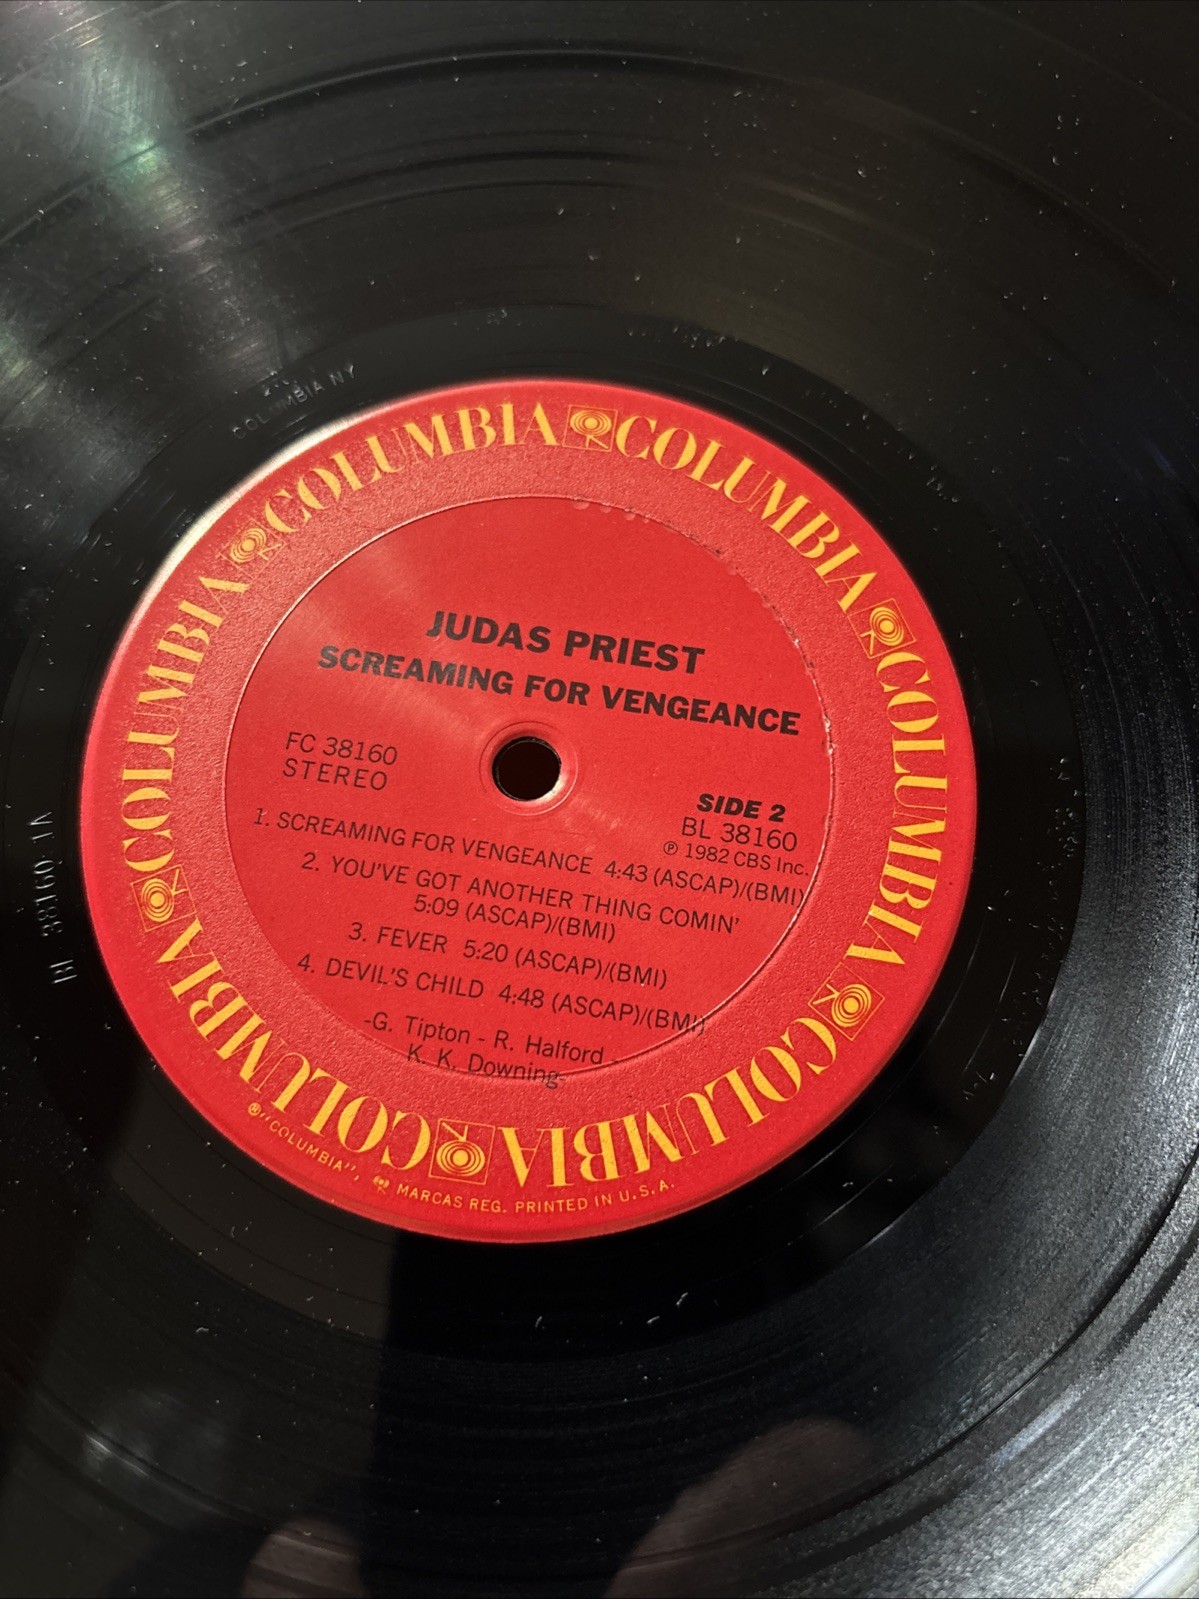 COLUMBIA NY
COLUMBIA COLUMBIA COLUMBIA COLUMBIA COLUMBIA COLUMBIA COLUMBIA COLUMBIA
JUDAS PRIEST
SCREAMING FOR VENGEANCE
FC 38160
STEREO
SIDE 2
BL 38160
℗ 1982 CBS Inc.
1. SCREAMING FOR VENGEANCE 4:43 (ASCAP)/(BMI)
2. YOU'VE GOT ANOTHER THING COMIN'
5:09 (ASCAP)/(BMI)
3. FEVER 5:20 (ASCAP)/(BMI)
4. DEVIL'S CHILD 4:48 (ASCAP)/(BMI)
-G. Tipton - R. Halford -
K. K. Downing-
®"COLUMBIA", MARCAS REG. PRINTED IN U.S.A.
BL 38160 1A